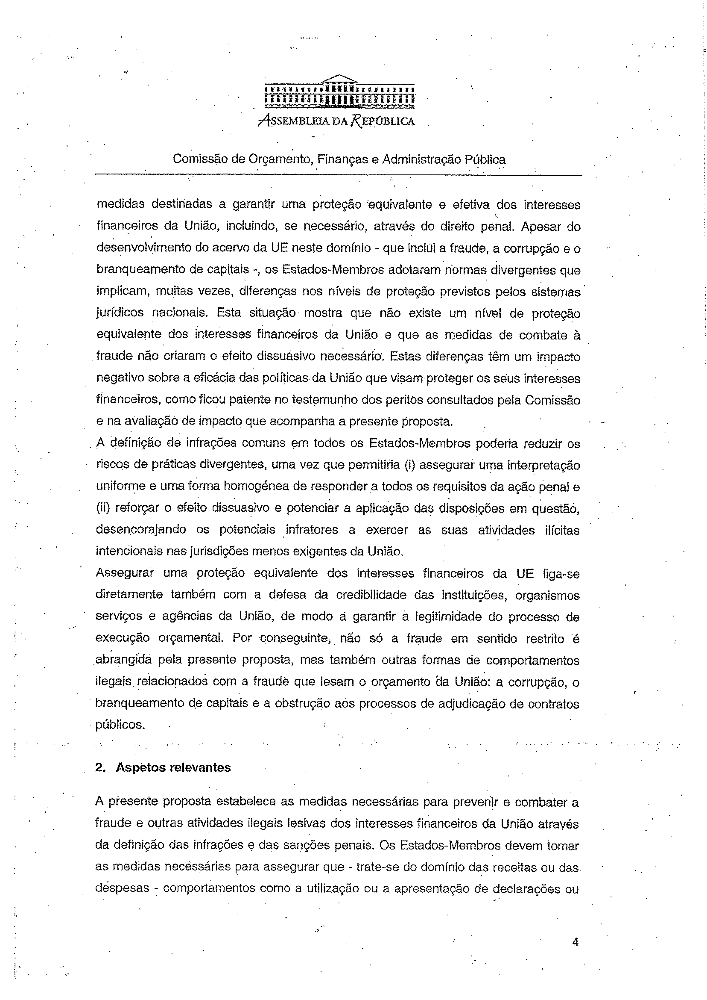 ASSEMBLEIA DA REPÚBLICA
Comissão de Orçamento, Finanças e Administração Pública
medidas destinadas a garantir uma proteção equivalente e efetiva dos interesses
financeiros da União, incluindo, se necessário, através do direito penal. Apesar do
desenvolvimento do acervo da UE neste domínio - que inclui a fraude, a corrupção e o
branqueamento de capitais -, os Estados-Membros adotaram normas divergentes que
implicam, muitas vezes, diferenças nos níveis de proteção previstos pelos sistemas
jurídicos nacionais. Esta situação mostra que não existe um nível de proteção
equivalente dos interesses financeiros da União e que as medidas de combate à
fraude não criaram o efeito dissuasivo necessário. Estas diferenças têm um impacto
negativo sobre a eficácia das políticas da União que visam proteger os seus interesses
financeiros, como ficou patente no testemunho dos peritos consultados pela Comissão
e na avaliação de impacto que acompanha a presente proposta.
A definição de infrações comuns em todos os Estados-Membros poderia reduzir os
riscos de práticas divergentes, uma vez que permitiria (i) assegurar uma interpretação
uniforme e uma forma homogénea de responder a todos os requisitos da ação penal e
(ii) reforçar o efeito dissuasivo e potenciar a aplicação das disposições em questão,
desencorajando os potenciais infratores a exercer as suas atividades ilícitas
intencionais nas jurisdições menos exigentes da União.
Assegurar uma proteção equivalente dos interesses financeiros da UE liga-se
diretamente também com a defesa da credibilidade das instituições, organismos
serviços e agências da União, de modo a garantir a legitimidade do processo de
execução orçamental. Por conseguinte, não só a fraude em sentido restrito é
abrangida pela presente proposta, mas também outras formas de comportamentos
ilegais relacionados com a fraude que lesam o orçamento da União: a corrupção, o
branqueamento de capitais e a obstrução aos processos de adjudicação de contratos
públicos.
2. Aspetos relevantes
A presente proposta estabelece as medidas necessárias para prevenir e combater a
fraude e outras atividades ilegais lesivas dos interesses financeiros da União através
da definição das infrações e das sanções penais. Os Estados-Membros devem tomar
as medidas necessárias para assegurar que - trate-se do domínio das receitas ou das
despesas - comportamentos como a utilização ou a apresentação de declarações ou
4